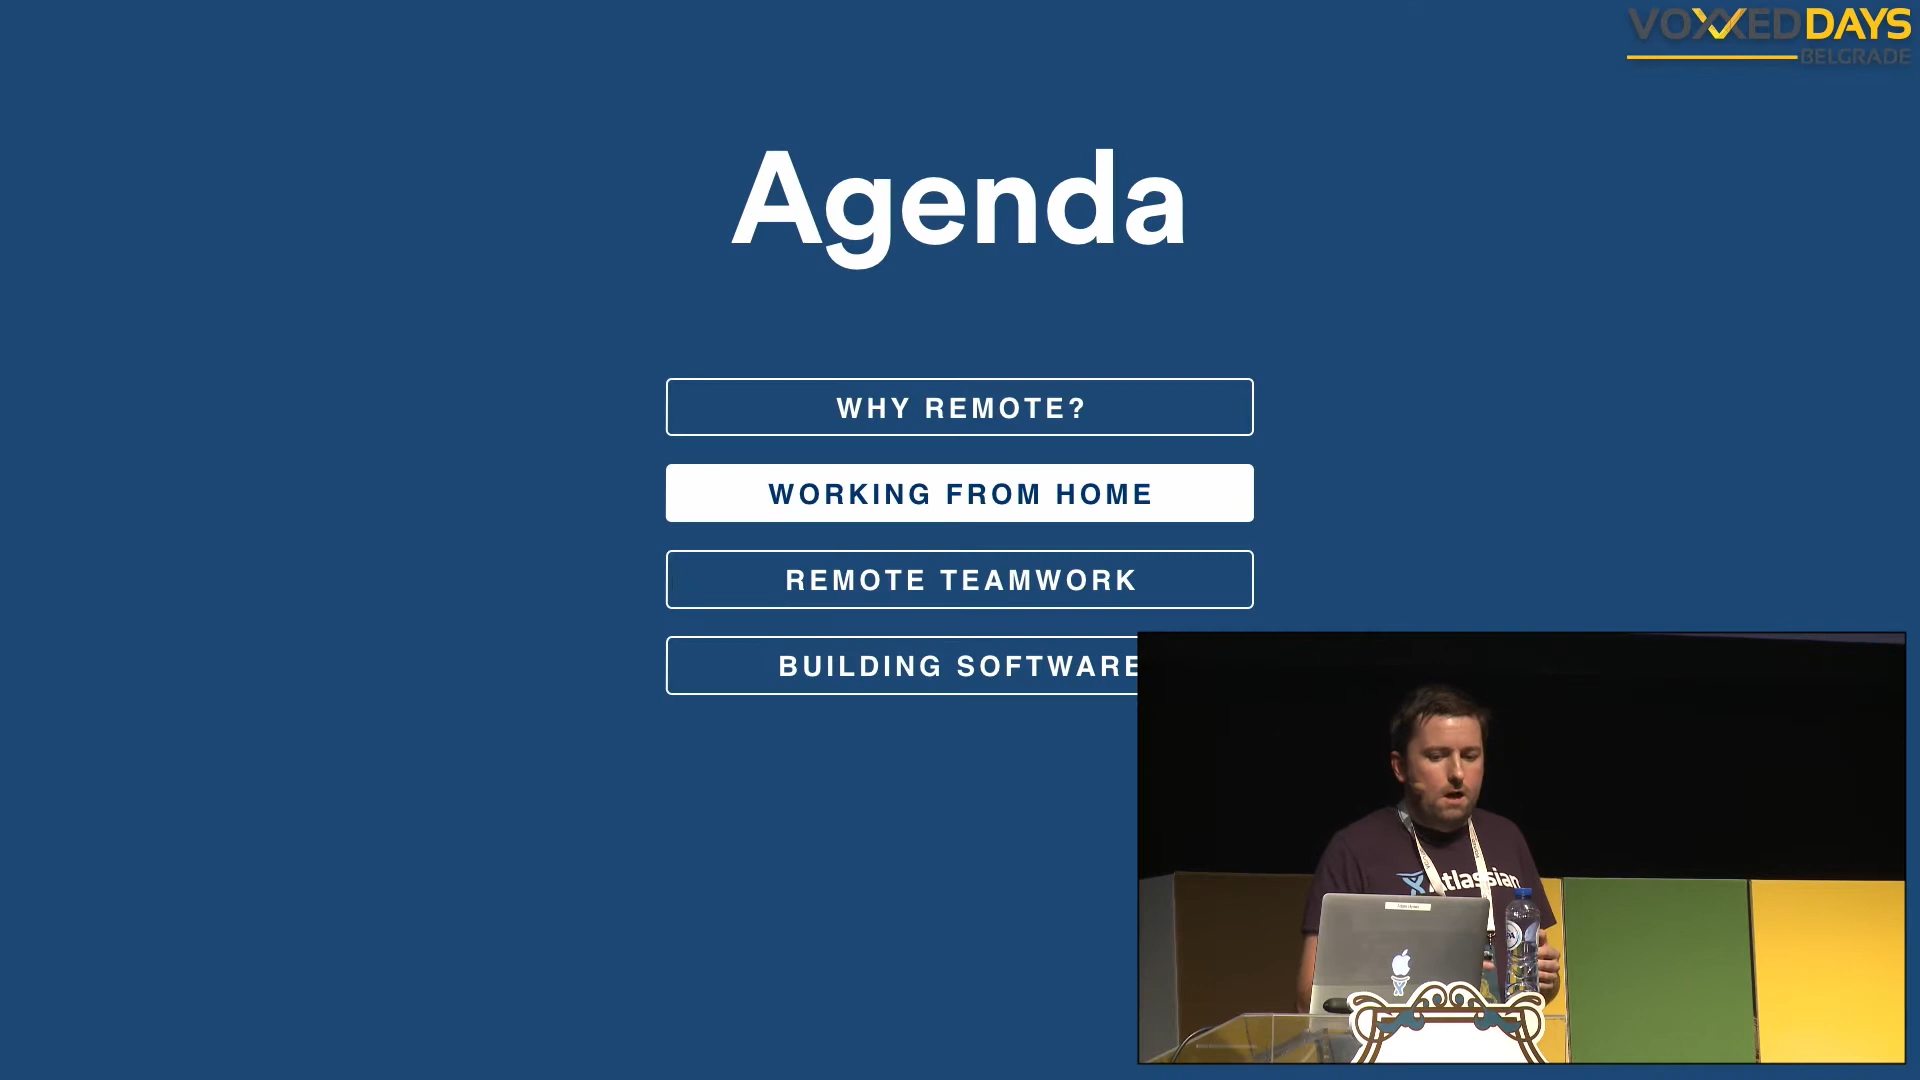 VOXXEDDAYS
BELGRADE
Agenda
WHY REMOTE?
WORKING FROM HOME
REMOTE TEAMWORK
BUILDING SOFTWARE
Atlassian